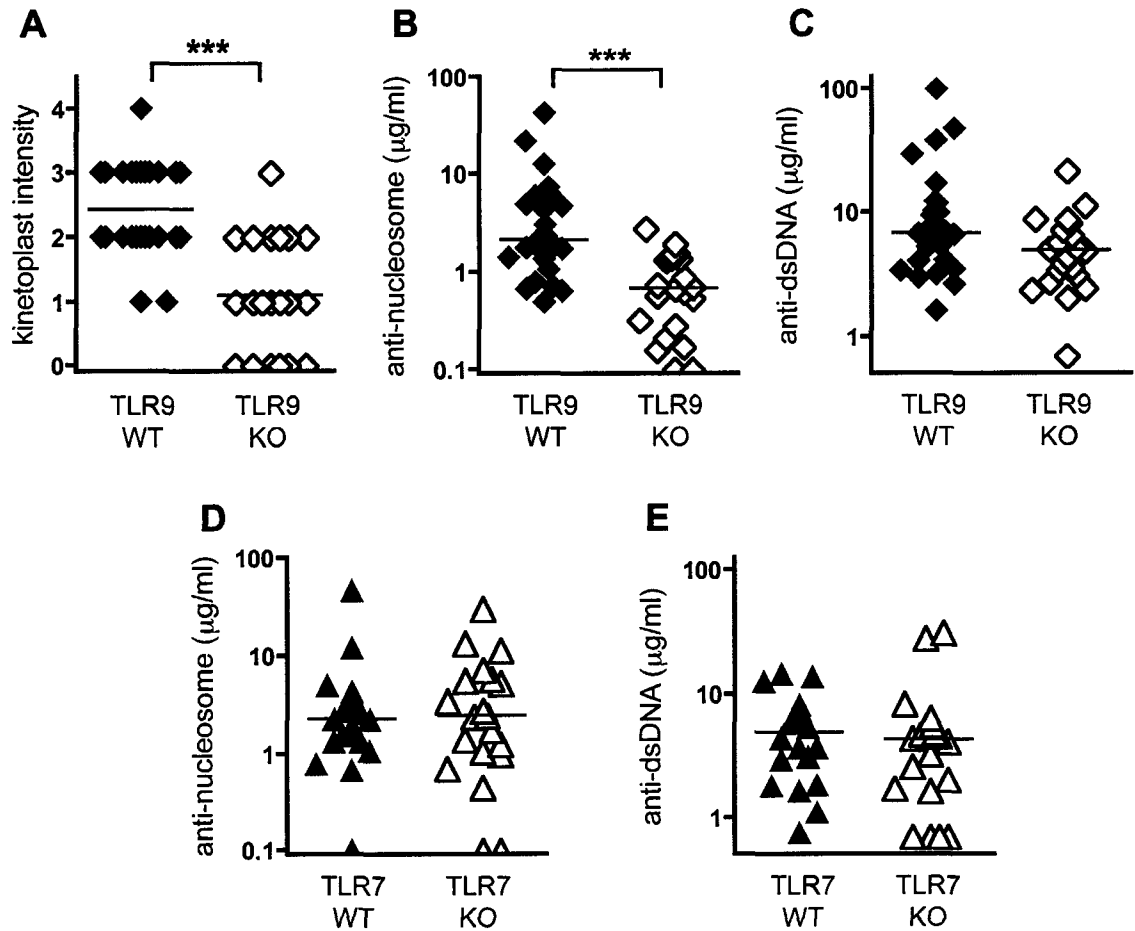 A
***
kinetoplast intensity
4
3
2
1
0
TLR9 TLR9
WT KO
B
***
anti-nucleosome (μg/ml)
100
10
1
0.1
TLR9 TLR9
WT KO
C
anti-dsDNA (μg/ml)
100
10
1
TLR9 TLR9
WT KO
D
anti-nucleosome (μg/ml)
100
10
1
0.1
TLR7 TLR7
WT KO
E
anti-dsDNA (μg/ml)
100
10
1
TLR7 TLR7
WT KO